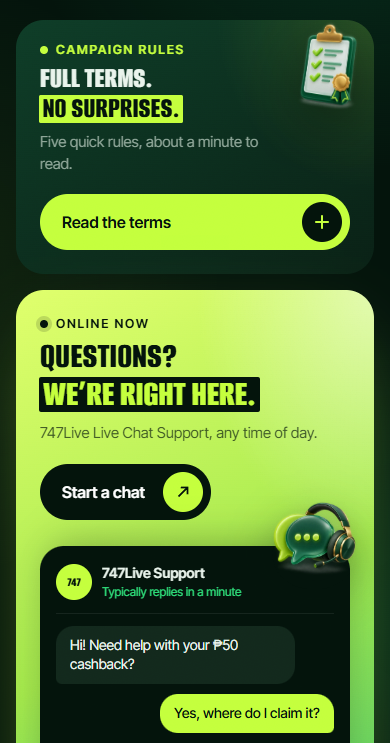 CAMPAIGN RULES
FULL TERMS.
NO SURPRISES.
Five quick rules, about a minute to
read.
Read the terms
ONLINE NOW
QUESTIONS?
WE’RE RIGHT HERE.
747Live Live Chat Support, any time of day.
Start a chat
747
747Live Support
Typically replies in a minute
Hi! Need help with your ₱50
cashback?
Yes, where do I claim it?